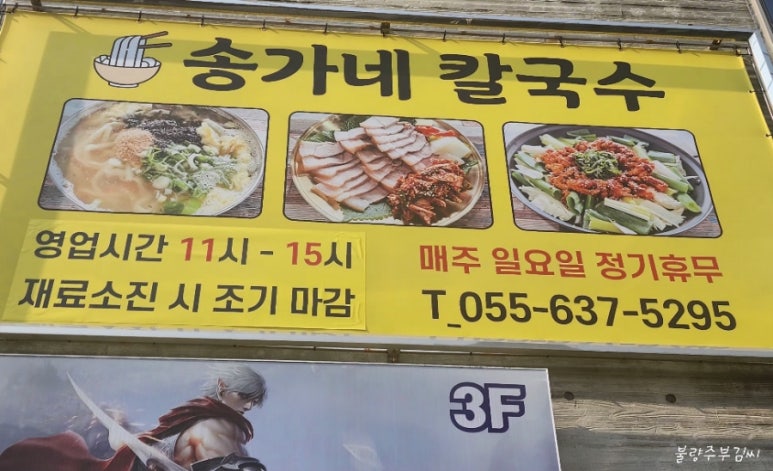 송가네 칼국수
영업시간 11시 - 15시
재료소진 시 조기 마감
매주 일요일 정기휴무
T_055-637-5295
3F
불량주부김씨